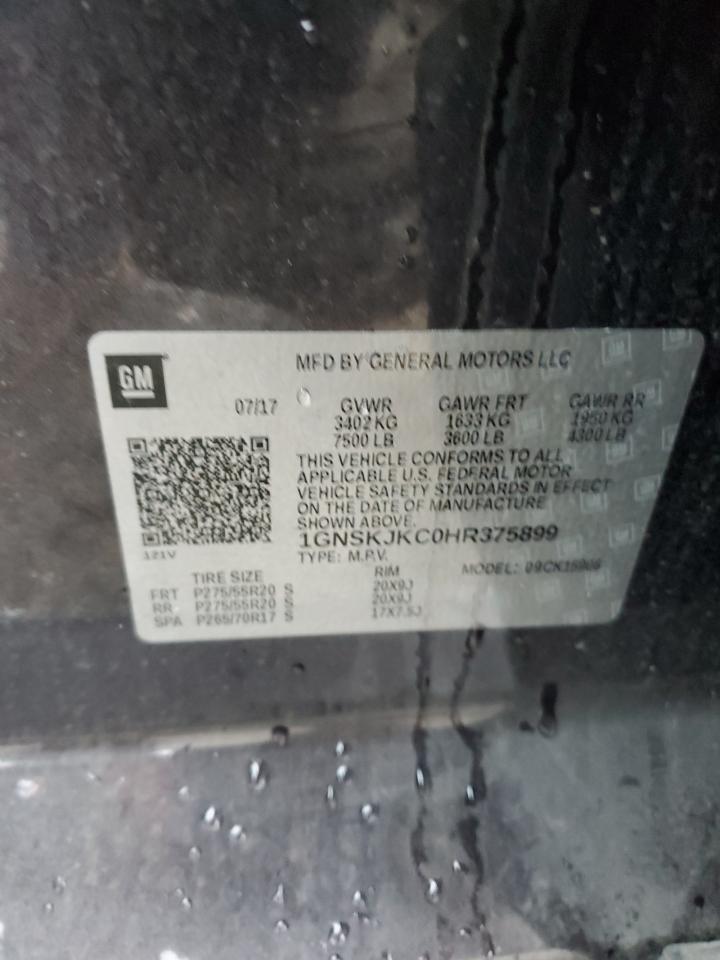 GM
MFD BY GENERAL MOTORS LLC
07/17
GVWR GAWR FRT GAWR RR
3402 KG 1633 KG 1950 KG
7500 LB 3600 LB 4300 LB
THIS VEHICLE CONFORMS TO ALL
APPLICABLE U.S. FEDERAL MOTOR
VEHICLE SAFETY STANDARDS IN EFFECT
ON THE DATE OF MANUFACTURE
SHOWN ABOVE.
1GNSKJKC0HR375899
121V
TYPE: M.P.V.
MODEL:
TIRE SIZE RIM
FRT P275/55R20 S 20X9J
RR P275/55R20 S 20X9J
SPA P265/70R17 S 17X7.5J